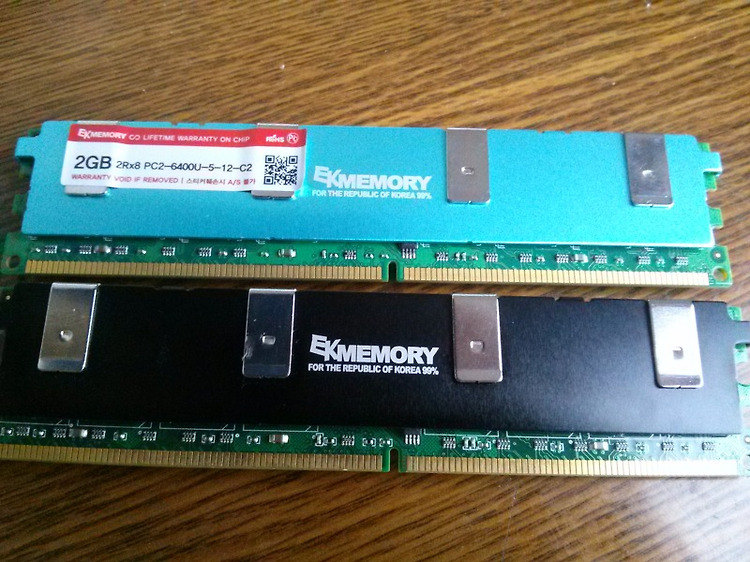 EKMEMORY CO LIFETIME WARRANTY ON CHIP RoHS Pb
2GB 2Rx8 PC2-6400U-5-12-C2
WARRANTY VOID IF REMOVED | 스티커훼손시 A/S 불가
EKMEMORY
FOR THE REPUBLIC OF KOREA 99%
EKMEMORY
FOR THE REPUBLIC OF KOREA 99%